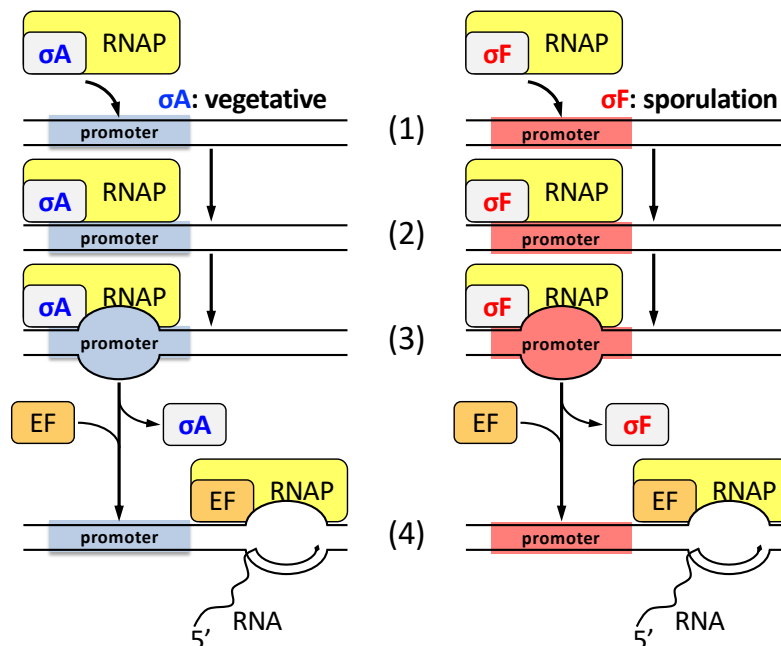 RNAP RNAP
σA σF
σA: vegetative σF: sporulation
promoter (1) promoter
RNAP RNAP
σA σF
promoter (2) promoter
RNAP RNAP
σA σF
promoter (3) promoter
EF σA EF σF
RNAP RNAP
EF EF
promoter (4) promoter
RNA RNA
5' 5'